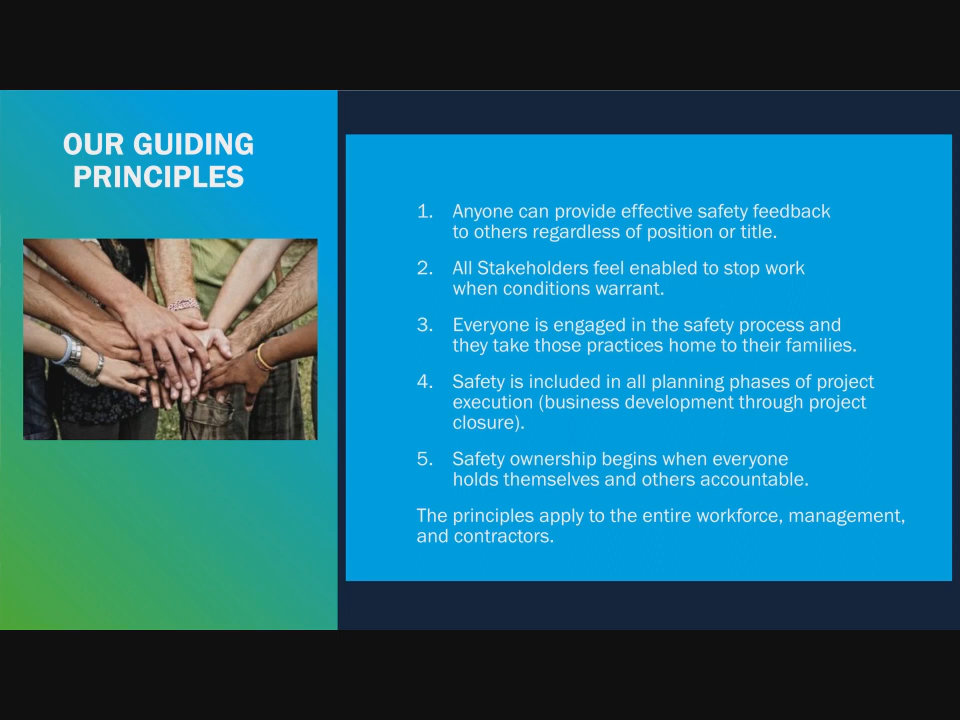 OUR GUIDING
PRINCIPLES
1. Anyone can provide effective safety feedback
to others regardless of position or title.
2. All Stakeholders feel enabled to stop work
when conditions warrant.
3. Everyone is engaged in the safety process and
they take those practices home to their families.
4. Safety is included in all planning phases of project
execution (business development through project
closure).
5. Safety ownership begins when everyone
holds themselves and others accountable.
The principles apply to the entire workforce, management,
and contractors.